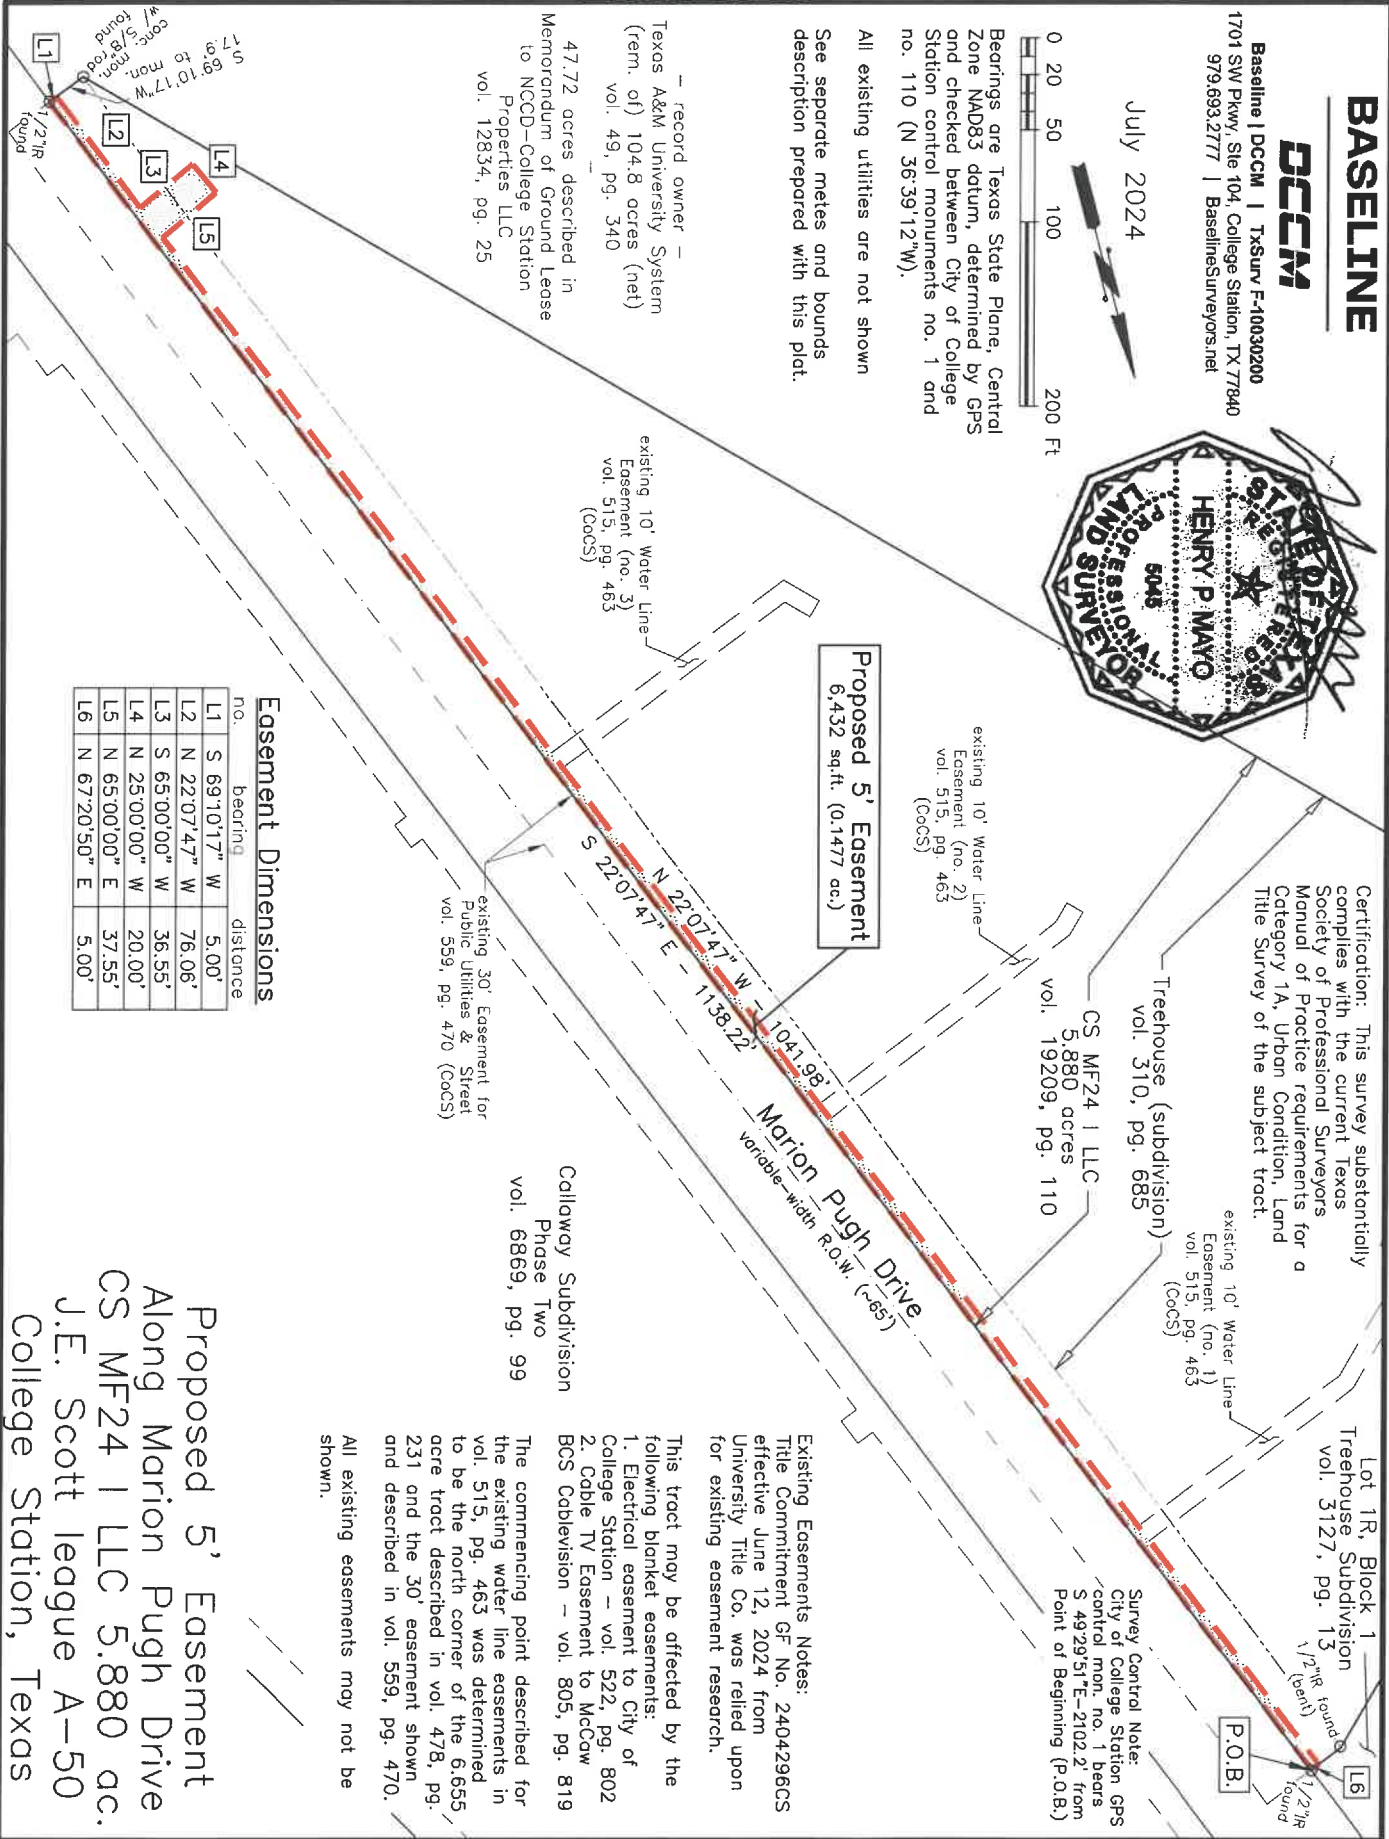 BASELINE
DCCM
Baseline | DCCM | TxSurv F-10030200
1701 SW Pkwy, Ste 104, College Station, TX 77840
979.693.2777 | BaselineSurveyors.net
July 2024
0 20 50 100 200 Ft
Bearings are Texas State Plane, Central
Zone NAD83 datum, determined by GPS
and checked between City of College
Station control monuments no. 1 and
no. 110 (N 36°39'12"W).
All existing utilities are not shown
See separate metes and bounds
description prepared with this plat.
STATE OF TEXAS
REGISTERED
HENRY P MAYO
5045
PROFESSIONAL
LAND SURVEYOR
Certification: This survey substantially
complies with the current Texas
Society of Professional Surveyors
Manual of Practice requirements for a
Category 1A, Urban Condition, Land
Title Survey of the subject tract.
Lot 1R, Block 1
Treehouse Subdivision
vol. 3127, pg. 13
Treehouse (subdivision)
vol. 310, pg. 685
CS MF24 I LLC
5.880 acres
vol. 19209, pg. 110
existing 10' Water Line
Easement (no. 1)
vol. 515, pg. 463
(CoCS)
existing 10' Water Line
Easement (no. 2)
vol. 515, pg. 463
(CoCS)
existing 10' Water Line
Easement (no. 3)
vol. 515, pg. 463
(CoCS)
Proposed 5' Easement
6,432 sq.ft. (0.1477 ac.)
- record owner -
Texas A&M University System
(rem. of) 104.8 acres (net)
vol. 49, pg. 340
-
47.72 acres described in
Memorandum of Ground Lease
to NCCD-College Station
Properties LLC
vol. 12834, pg. 25
S 69°10'17"W
17.9' to mon.
conc. mon.
w/ 5/8" rod
found
1/2"IR
found
L1
L2
L3
L4
L5
N 22°07'47" W - 1041.98'
S 22°07'47" E - 1138.22'
Marion Pugh Drive
variable-width R.O.W. (~65')
1/2"IR found
(bent)
L6
P.O.B.
1/2"IR
found
Survey Control Note:
City of College Station GPS
control mon. no. 1 bears
S 49°29'51"E-2102.2' from
Point of Beginning (P.O.B.)
existing 30' Easement for
Public Utilities & Street
vol. 559, pg. 470 (CoCS)
Callaway Subdivision
Phase Two
vol. 6869, pg. 99
Existing Easements Notes:
Title Commitment GF No. 2404296CS
effective June 12, 2024 from
University Title Co. was relied upon
for existing easement research.
This tract may be affected by the
following blanket easements:
1. Electrical easement to City of
College Station - vol. 522, pg. 802
2. Cable TV Easement to McCaw
BCS Cablevision - vol. 805, pg. 819
The commencing point described for
the existing water line easements in
vol. 515, pg. 463 was determined
to be the north corner of the 6.655
acre tract described in vol. 478, pg.
231 and the 30' easement shown
and described in vol. 559, pg. 470.
All existing easements may not be
shown.
Easement Dimensions
no. bearing distance
L1 S 69°10'17" W 5.00'
L2 N 22°07'47" W 76.06'
L3 S 65°00'00" W 36.55'
L4 N 25°00'00" W 20.00'
L5 N 65°00'00" E 37.55'
L6 N 67°20'50" E 5.00'
Proposed 5' Easement
Along Marion Pugh Drive
CS MF24 I LLC 5.880 ac.
J.E. Scott league A-50
College Station, Texas